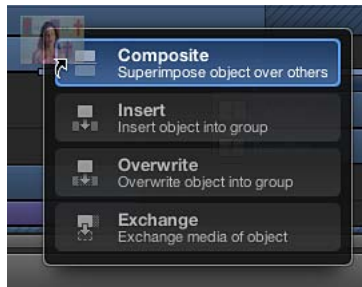 Composite
Superimpose object over others
Insert
Insert object into group
Overwrite
Overwrite object into group
Exchange
Exchange media of object